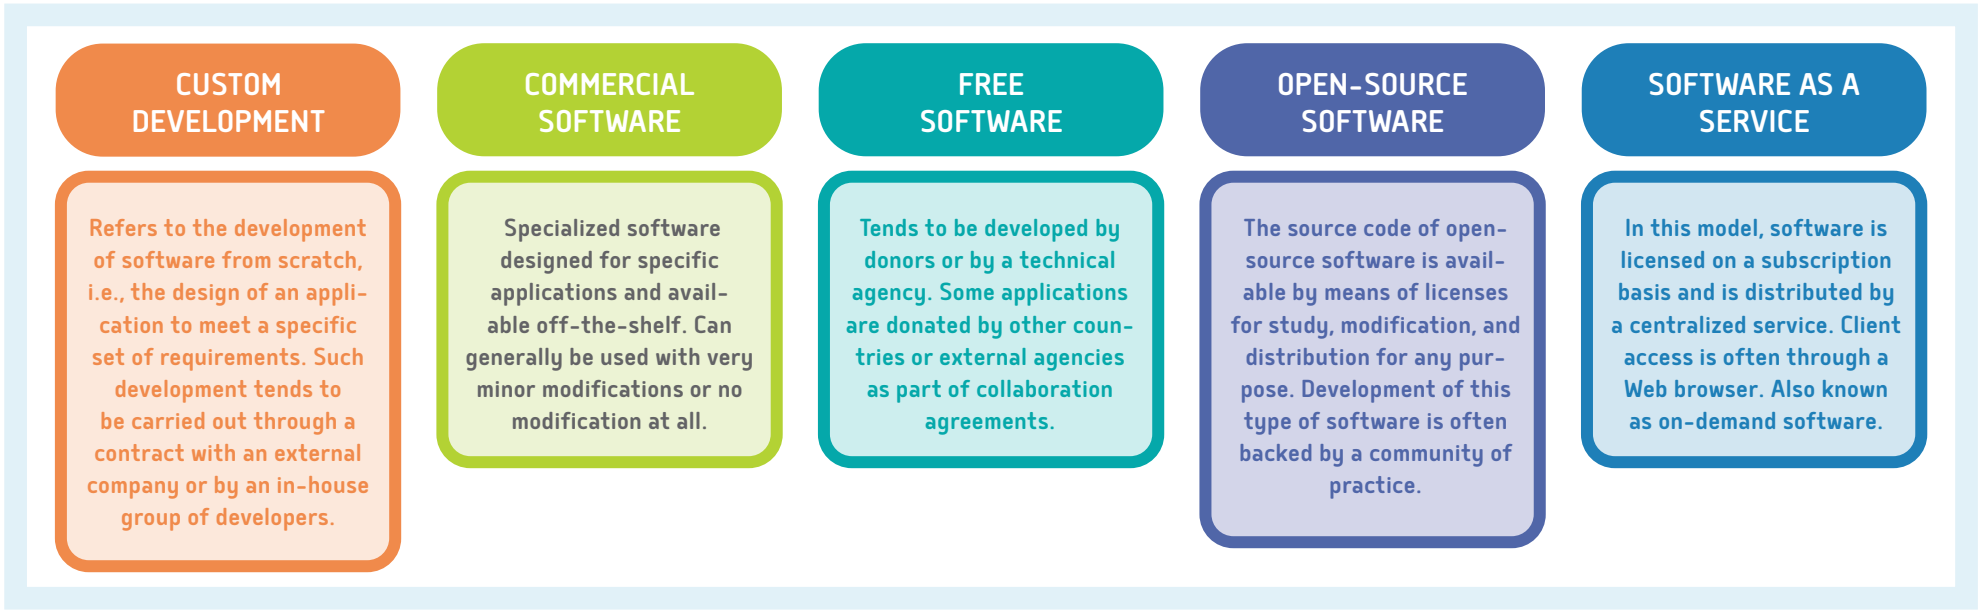 CUSTOM
DEVELOPMENT
Refers to the development
of software from scratch,
i.e., the design of an appli-
cation to meet a specific
set of requirements. Such
development tends to
be carried out through a
contract with an external
company or by an in-house
group of developers.
COMMERCIAL
SOFTWARE
Specialized software
designed for specific
applications and avail-
able off-the-shelf. Can
generally be used with very
minor modifications or no
modification at all.
FREE
SOFTWARE
Tends to be developed by
donors or by a technical
agency. Some applications
are donated by other coun-
tries or external agencies
as part of collaboration
agreements.
OPEN-SOURCE
SOFTWARE
The source code of open-
source software is avail-
able by means of licenses
for study, modification, and
distribution for any pur-
pose. Development of this
type of software is often
backed by a community of
practice.
SOFTWARE AS A
SERVICE
In this model, software is
licensed on a subscription
basis and is distributed by
a centralized service. Client
access is often through a
Web browser. Also known
as on-demand software.